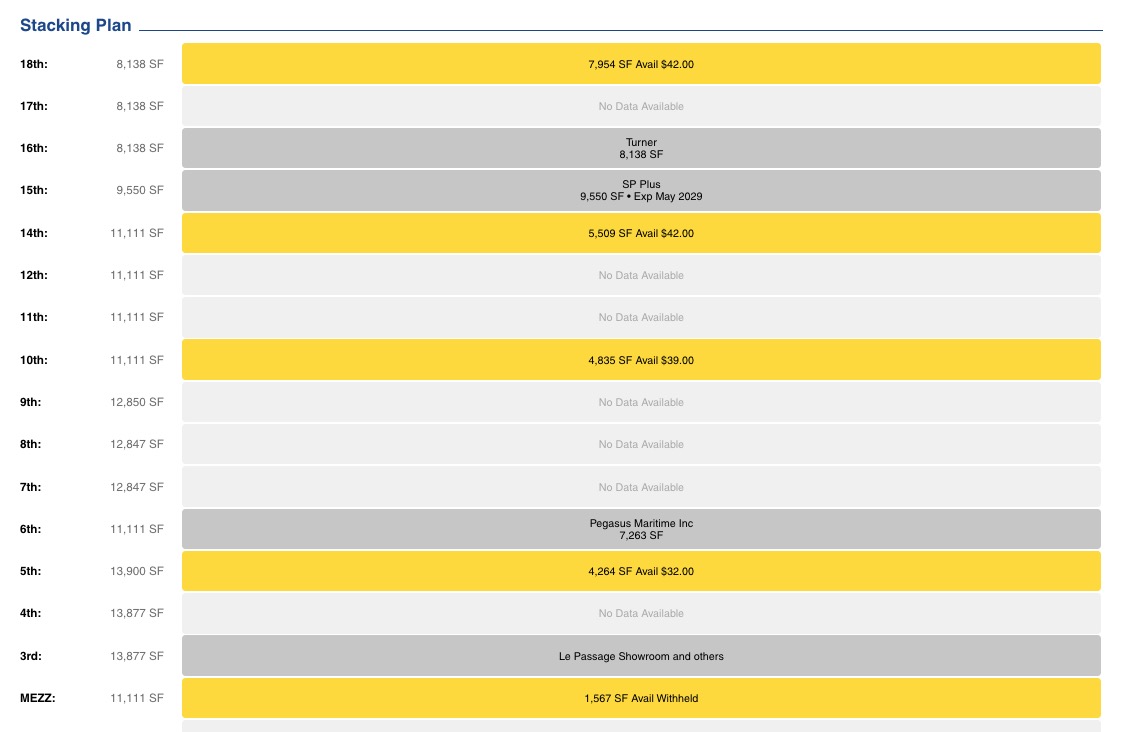 Stacking Plan
18th: 8,138 SF 7,954 SF Avail $42.00
17th: 8,138 SF No Data Available
16th: 8,138 SF Turner
8,138 SF
15th: 9,550 SF SP Plus
9,550 SF • Exp May 2029
14th: 11,111 SF 5,509 SF Avail $42.00
12th: 11,111 SF No Data Available
11th: 11,111 SF No Data Available
10th: 11,111 SF 4,835 SF Avail $39.00
9th: 12,850 SF No Data Available
8th: 12,847 SF No Data Available
7th: 12,847 SF No Data Available
6th: 11,111 SF Pegasus Maritime Inc
7,263 SF
5th: 13,900 SF 4,264 SF Avail $32.00
4th: 13,877 SF No Data Available
3rd: 13,877 SF Le Passage Showroom and others
MEZZ: 11,111 SF 1,567 SF Avail Withheld